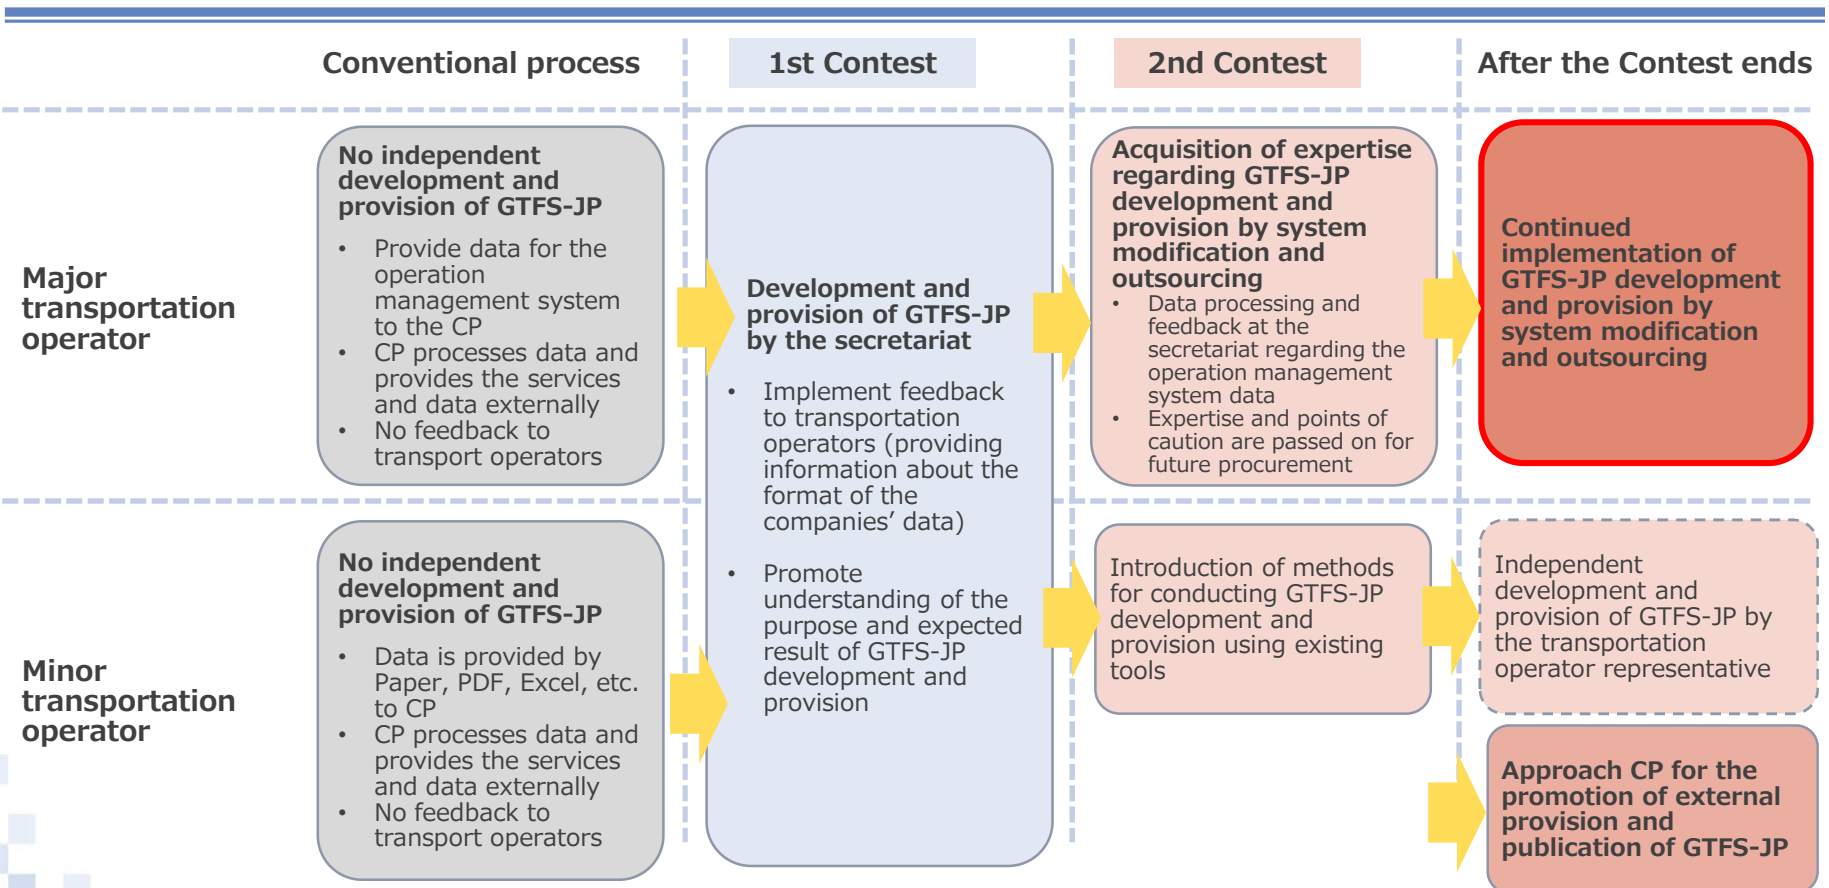 Conventional process
1st Contest
2nd Contest
After the Contest ends
Major
transportation
operator
No independent
development and
provision of GTFS-JP
• Provide data for the
operation
management system
to the CP
• CP processes data and
provides the services
and data externally
• No feedback to
transport operators
Development and
provision of GTFS-JP
by the secretariat
• Implement feedback
to transportation
operators (providing
information about the
format of the
companies’ data)
• Promote
understanding of the
purpose and expected
result of GTFS-JP
development and
provision
Acquisition of expertise
regarding GTFS-JP
development and
provision by system
modification and
outsourcing
• Data processing and
feedback at the
secretariat regarding the
operation management
system data
• Expertise and points of
caution are passed on for
future procurement
Continued
implementation of
GTFS-JP development
and provision by
system modification
and outsourcing
Minor
transportation
operator
No independent
development and
provision of GTFS-JP
• Data is provided by
Paper, PDF, Excel, etc.
to CP
• CP processes data and
provides the services
and data externally
• No feedback to
transport operators
Introduction of methods
for conducting GTFS-JP
development and
provision using existing
tools
Independent
development and
provision of GTFS-JP by
the transportation
operator representative
Approach CP for the
promotion of external
provision and
publication of GTFS-JP